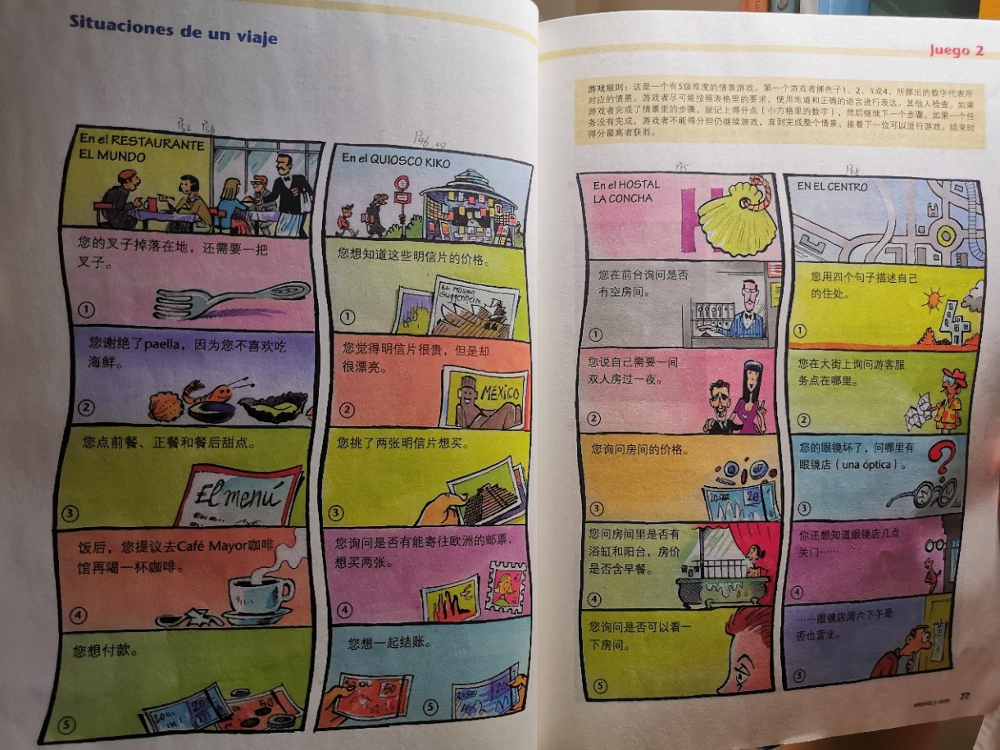 Situaciones de un viaje
P52 P56
En el RESTAURANTE
EL MUNDO
您的叉子掉落在地，还需要一把
叉子。
①
您谢绝了paella，因为您不喜欢吃
海鲜。
②
您点前餐、正餐和餐后甜点。
El menú
③
饭后，您提议去Café Mayor咖啡
馆再喝一杯咖啡。
④
您想付款。
20
50
⑤
P46
En el QUIOSCO KIKO
您想知道这些明信片的价格。
EL MUSEO
Guggenheim
①
您觉得明信片很贵，但是却
很漂亮。
MÉXICO
②
您挑了两张明信片想买。
③
您询问是否有能寄往欧洲的邮票，
想买两张。
€
④
您想一起结账。
50
20
⑤
Juego 2
游戏规则：这是一个有5级难度的情景游戏。第一个游戏者掷色子1、2、3或4，所掷出的数字代表所
对应的情景。游戏者尽可能按照表格里的要求，使用地道和正确的语言进行表达。其他人检查。如果
游戏者完成了情景里的步骤，就记上得分点（小方格里的数字），然后继续下一个步骤。如果一个任
务没有完成，游戏者不能得分但仍继续游戏，直到完成整个情景。接着下一位可以进行游戏。结束时
得分最高者获胜。
En el HOSTAL
LA CONCHA
H
您在前台询问是否
有空房间。
①
您说自己需要一间
双人房过一夜。
②
您询问房间的价格。
20
③
您问房间里是否有
浴缸和阳台，房价
是否含早餐。
④
您询问是否可以看一
下房间。
⑤
P68
EN EL CENTRO
您用四个句子描述自己
的住处。
①
您在大街上询问游客服
务点在哪里。
②
您的眼镜坏了，问哪里有
眼镜店（una óptica）。
?
③
你还想知道眼镜店几点
关门……
④
……眼镜店周六下午是
否也营业。
⑤
77